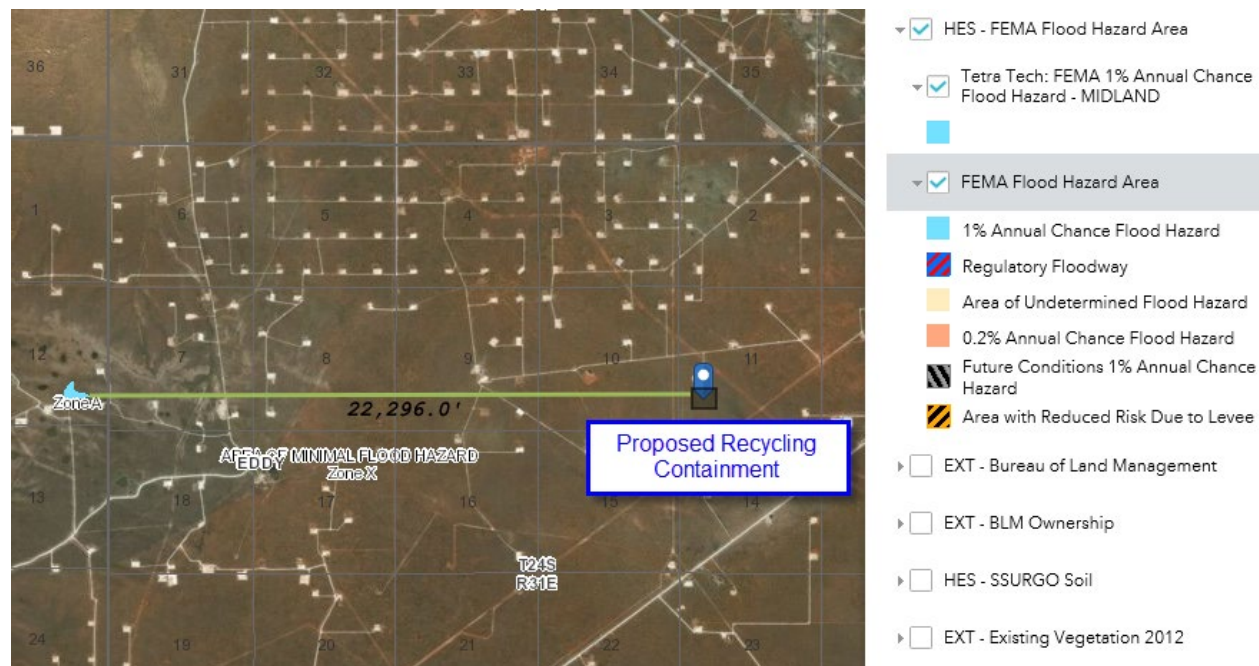 36
31
32
33
34
35
1
6
5
4
3
2
12
7
8
9
10
11
Zone A
22,296.0'
Proposed Recycling
Containment
AREA OF MINIMAL FLOOD HAZARD
EDDY
Zone X
13
18
17
16
15
14
T24S
R31E
24
19
20
21
22
23
HES - FEMA Flood Hazard Area
Tetra Tech: FEMA 1% Annual Chance
Flood Hazard - MIDLAND
FEMA Flood Hazard Area
1% Annual Chance Flood Hazard
Regulatory Floodway
Area of Undetermined Flood Hazard
0.2% Annual Chance Flood Hazard
Future Conditions 1% Annual Chance
Hazard
Area with Reduced Risk Due to Levee
EXT - Bureau of Land Management
EXT - BLM Ownership
HES - SSURGO Soil
EXT - Existing Vegetation 2012